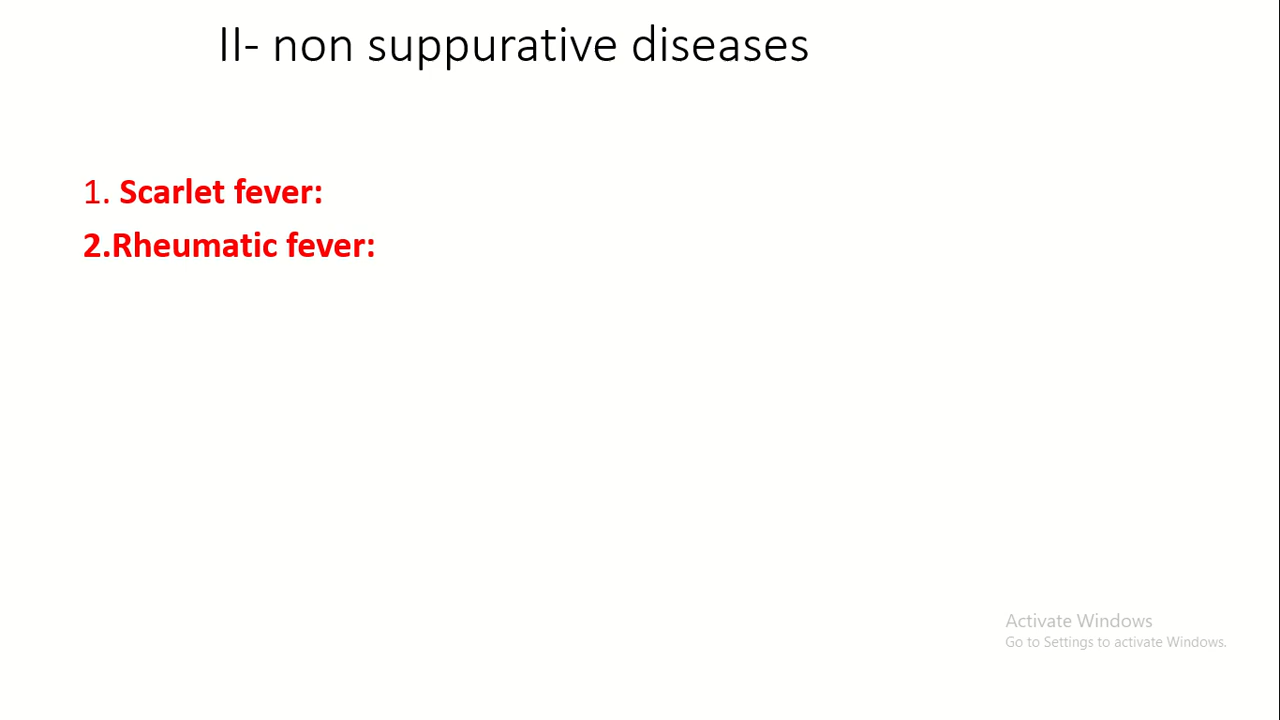 II- non suppurative diseases
1. Scarlet fever:
2.Rheumatic fever:
Activate Windows
Go to Settings to activate Windows.